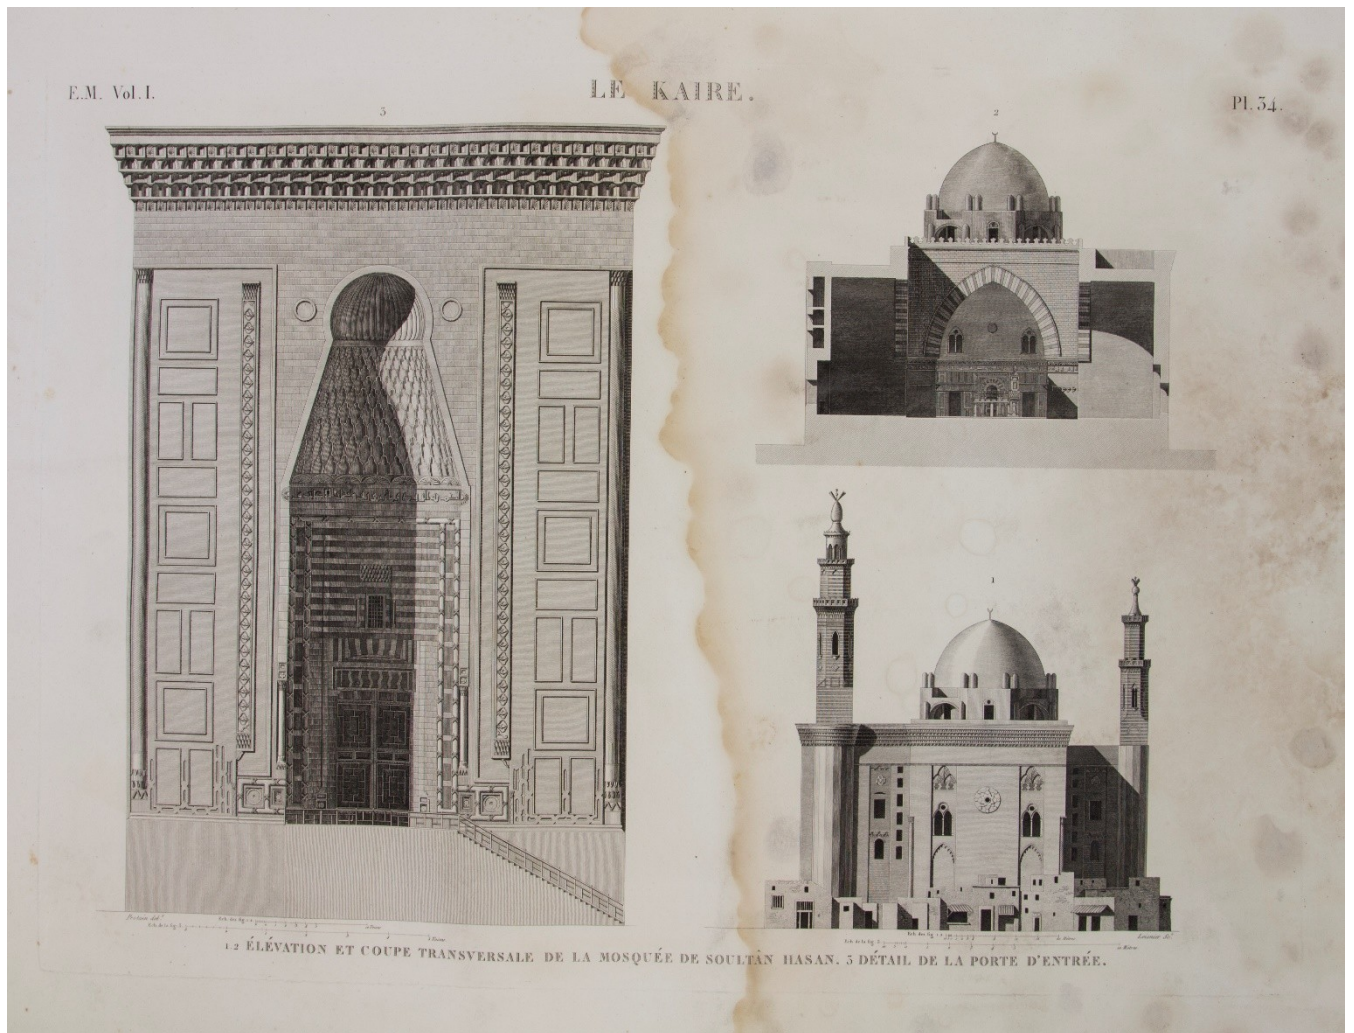 E.M. Vol. I.
LE KAIRE.
Pl. 34.
3
2
1
1.2 ÉLÉVATION ET COUPE TRANSVERSALE DE LA MOSQUÉE DE SOULTÂN HASAN. 3 DÉTAIL DE LA PORTE D'ENTRÉE.